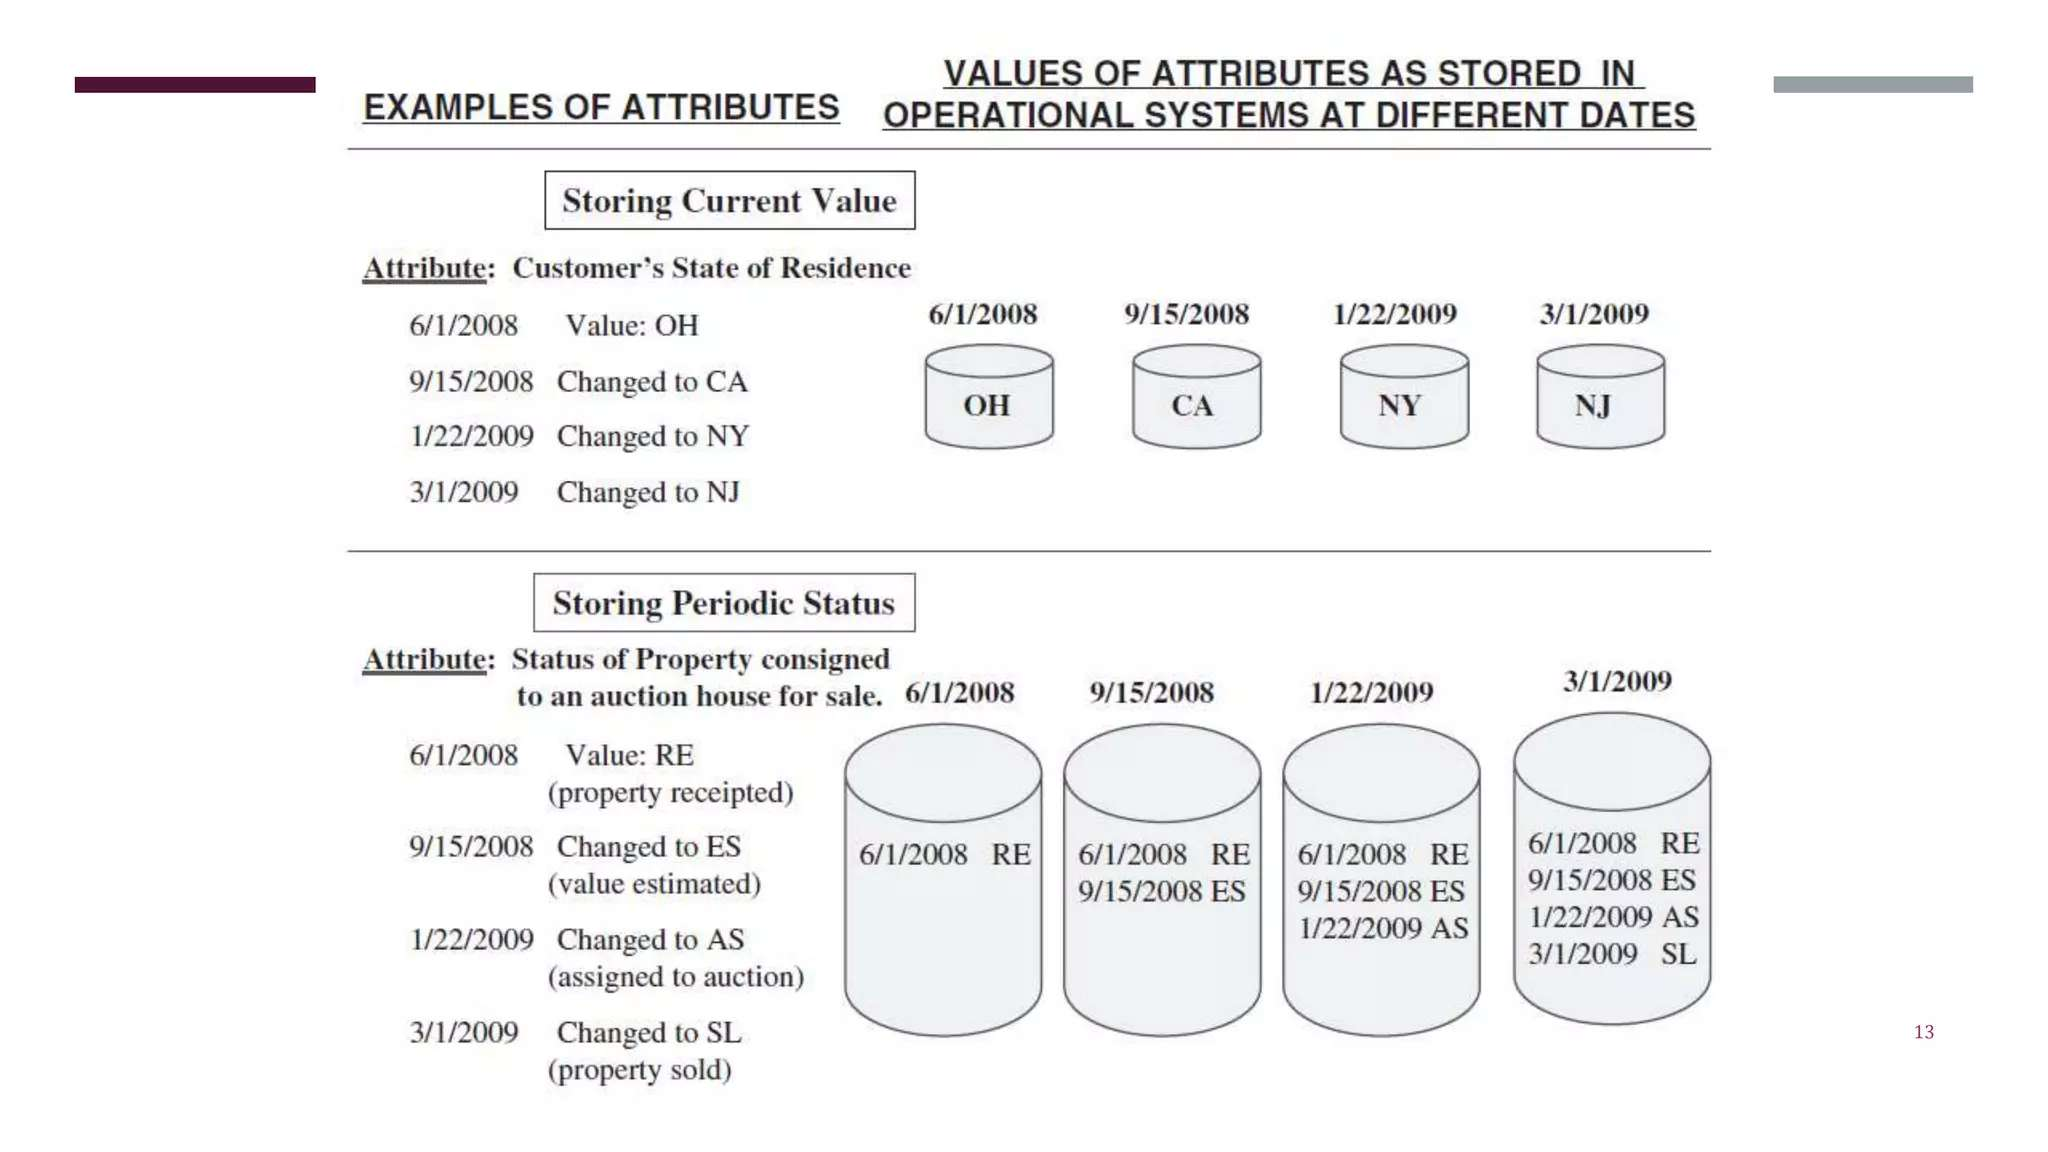 EXAMPLES OF ATTRIBUTES
VALUES OF ATTRIBUTES AS STORED IN
OPERATIONAL SYSTEMS AT DIFFERENT DATES
Storing Current Value
Attribute: Customer's State of Residence
6/1/2008 Value: OH
9/15/2008 Changed to CA
1/22/2009 Changed to NY
3/1/2009 Changed to NJ
6/1/2008 9/15/2008 1/22/2009 3/1/2009
OH CA NY NJ
Storing Periodic Status
Attribute: Status of Property consigned
to an auction house for sale.
6/1/2008 Value: RE
(property receipted)
9/15/2008 Changed to ES
(value estimated)
1/22/2009 Changed to AS
(assigned to auction)
3/1/2009 Changed to SL
(property sold)
6/1/2008
6/1/2008 RE
9/15/2008
6/1/2008 RE
9/15/2008 ES
1/22/2009
6/1/2008 RE
9/15/2008 ES
1/22/2009 AS
3/1/2009
6/1/2008 RE
9/15/2008 ES
1/22/2009 AS
3/1/2009 SL
13